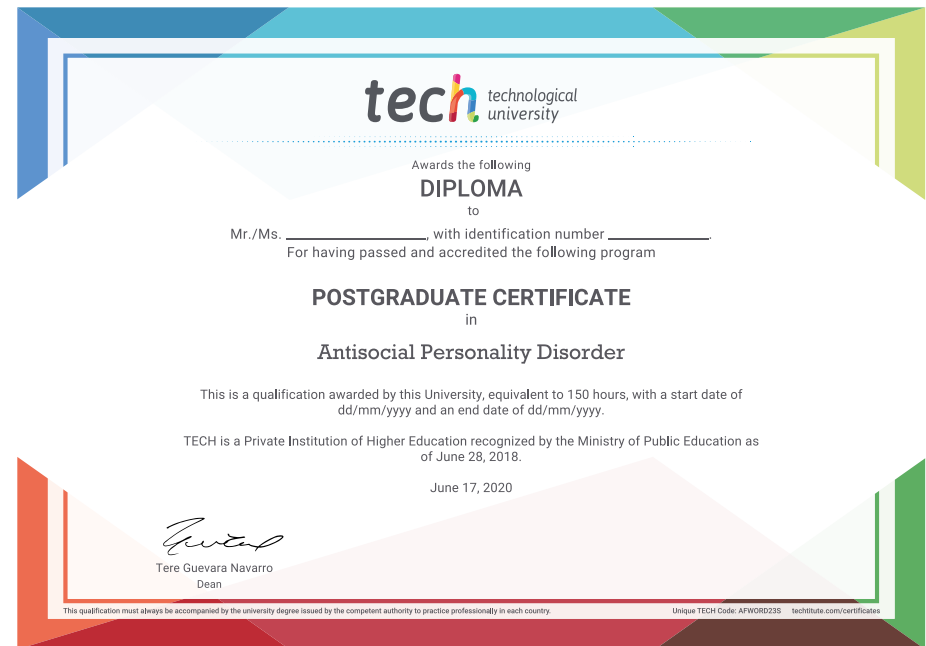 tech technological
university
Awards the following
DIPLOMA
to
Mr./Ms. ____________________, with identification number ______________.
For having passed and accredited the following program
POSTGRADUATE CERTIFICATE
in
Antisocial Personality Disorder
This is a qualification awarded by this University, equivalent to 150 hours, with a start date of
dd/mm/yyyy and an end date of dd/mm/yyyy.
TECH is a Private Institution of Higher Education recognized by the Ministry of Public Education as
of June 28, 2018.
June 17, 2020
Tere Guevara Navarro
Dean
This qualification must always be accompanied by the university degree issued by the competent authority to practice professionally in each country.
Unique TECH Code: AFWORD23S techtitute.com/certificates